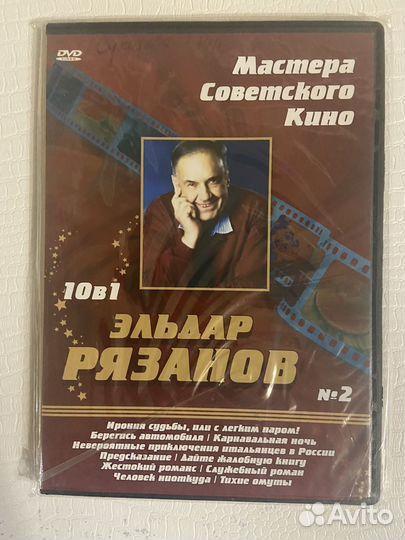 DVD
VIDEO
Мастера
Советского
Кино
10в1
ЭЛЬДАР
РЯЗАНОВ
№2
Ирония судьбы, или с легким паром!
Берегись автомобиля | Карнавальная ночь
Невероятные приключения итальянцев в России
Предсказание | Дайте жалобную книгу
Жестокий романс | Служебный роман
Человек ниоткуда | Тихие омуты
Avito